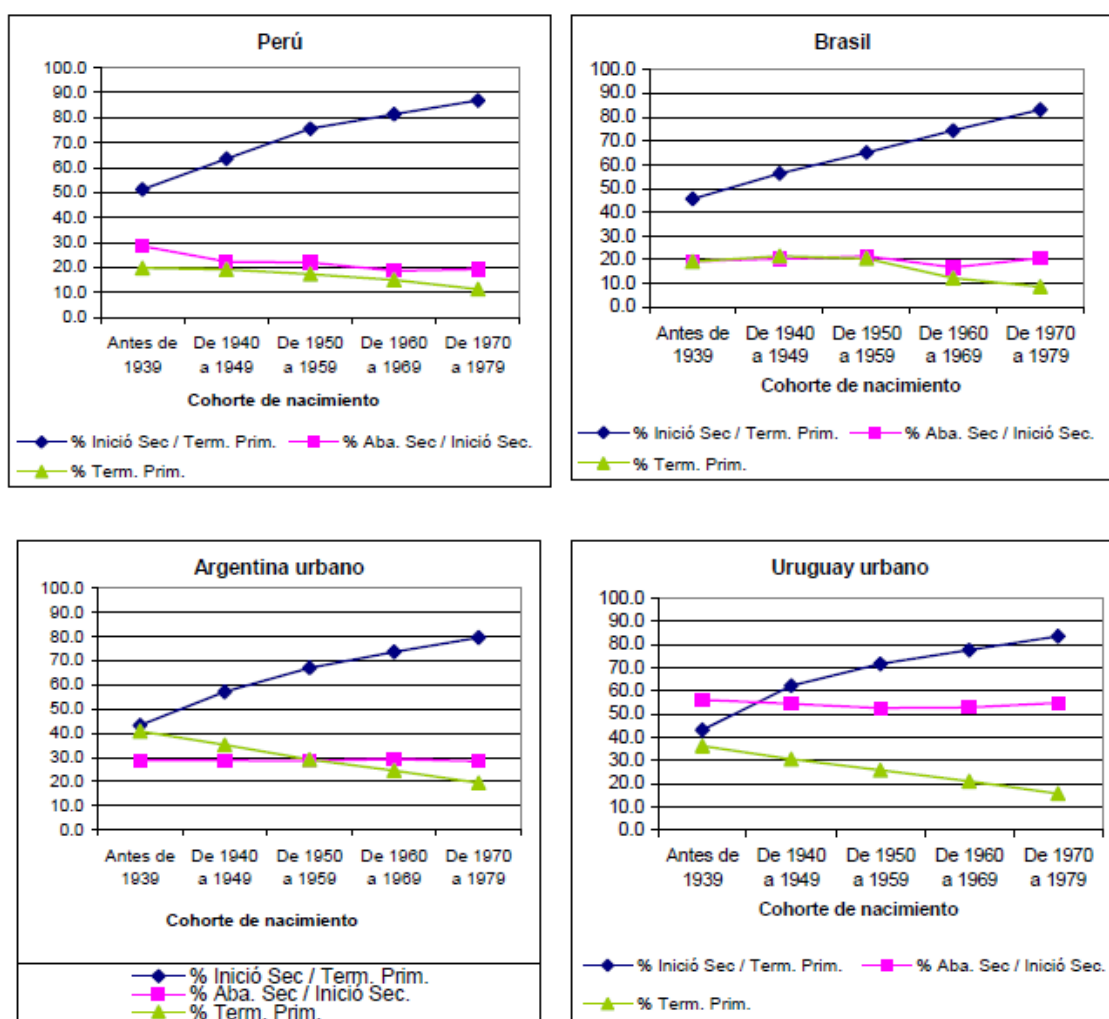 Perú
100.0
90.0
80.0
70.0
60.0
50.0
40.0
30.0
20.0
10.0
0.0
Antes de 1939
De 1940 a 1949
De 1950 a 1959
De 1960 a 1969
De 1970 a 1979
Cohorte de nacimiento
% Inició Sec / Term. Prim.
% Aba. Sec / Inició Sec.
% Term. Prim.
Brasil
100.0
90.0
80.0
70.0
60.0
50.0
40.0
30.0
20.0
10.0
0.0
Antes de 1939
De 1940 a 1949
De 1950 a 1959
De 1960 a 1969
De 1970 a 1979
Cohorte de nacimiento
% Inició Sec / Term. Prim.
% Aba. Sec / Inició Sec.
% Term. Prim.
Argentina urbano
100.0
90.0
80.0
70.0
60.0
50.0
40.0
30.0
20.0
10.0
0.0
Antes de 1939
De 1940 a 1949
De 1950 a 1959
De 1960 a 1969
De 1970 a 1979
Cohorte de nacimiento
% Inició Sec / Term. Prim.
% Aba. Sec / Inició Sec.
% Term. Prim.
Uruguay urbano
100.0
90.0
80.0
70.0
60.0
50.0
40.0
30.0
20.0
10.0
0.0
Antes de 1939
De 1940 a 1949
De 1950 a 1959
De 1960 a 1969
De 1970 a 1979
Cohorte de nacimiento
% Inició Sec / Term. Prim.
% Aba. Sec / Inició Sec.
% Term. Prim.